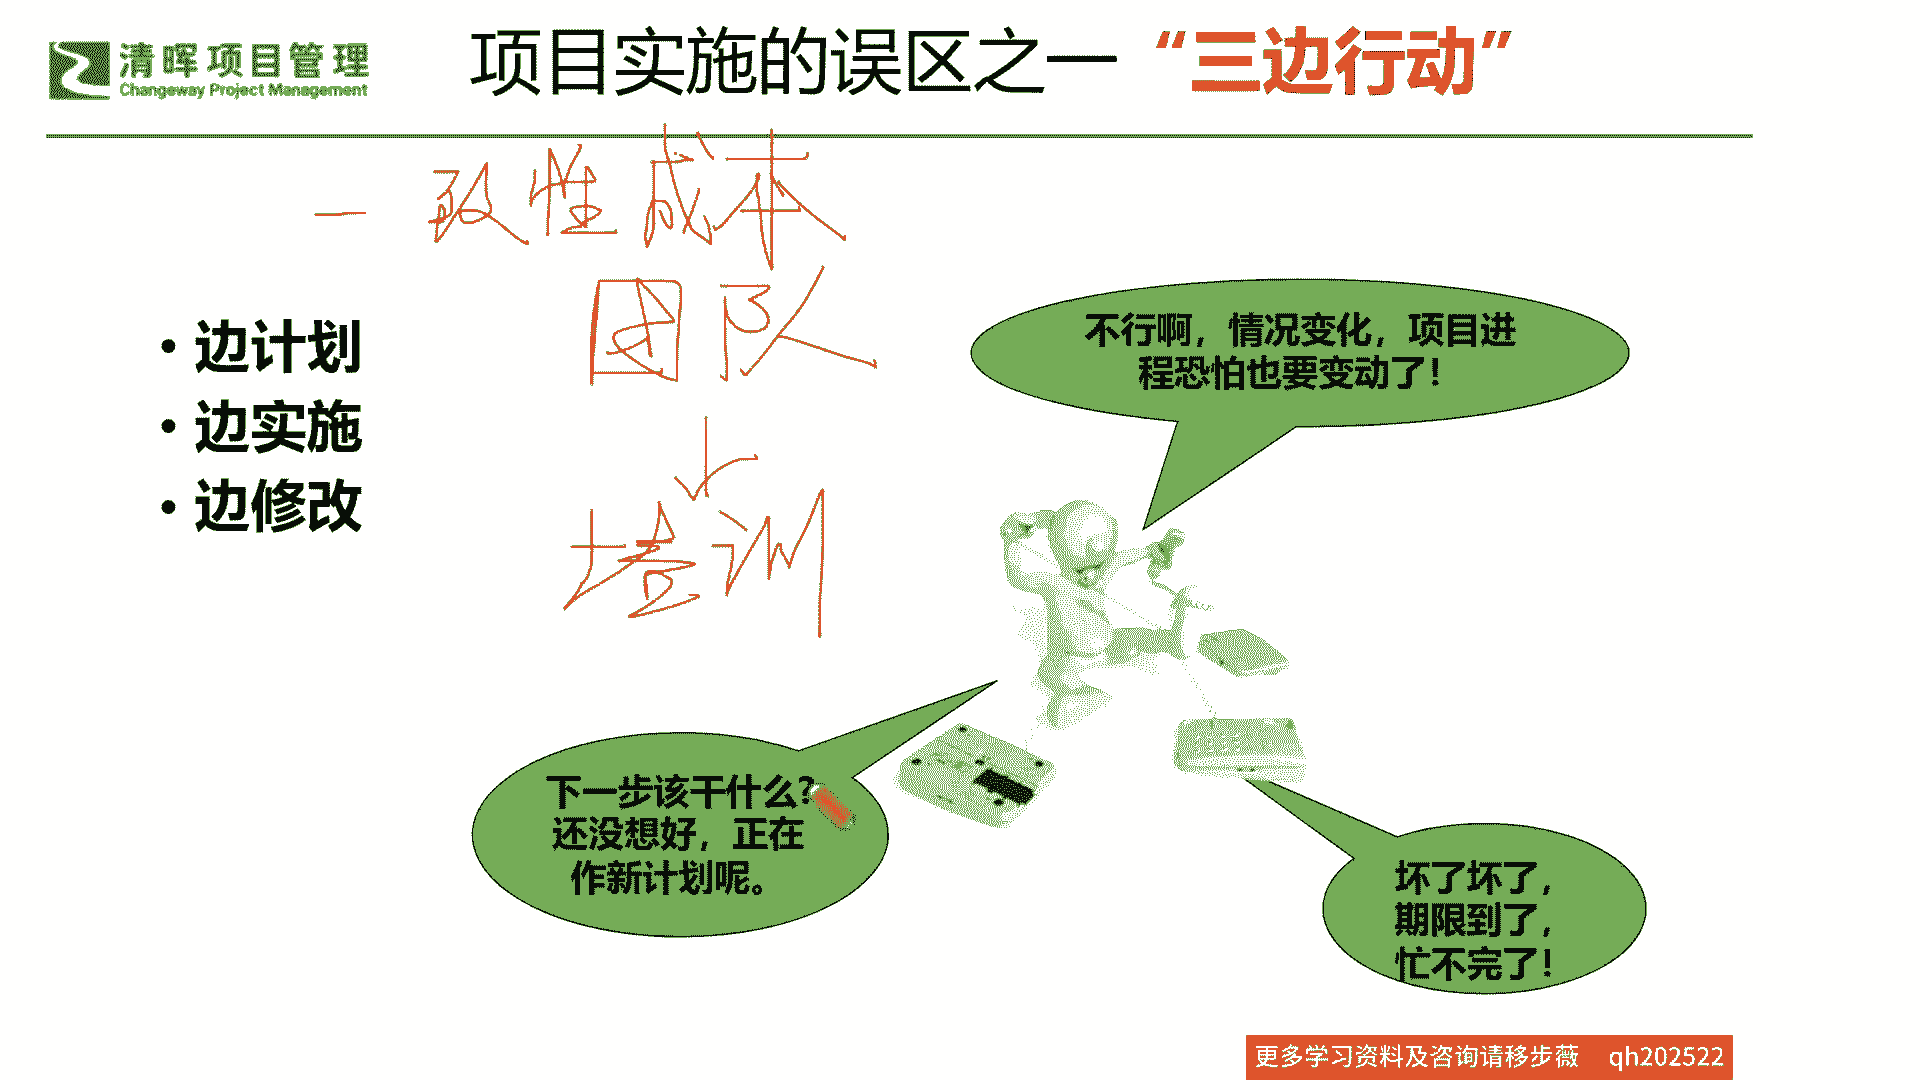 清晖项目管理
Changeway Project Management
项目实施的误区之一“三边行动”
一致性成本
团队
培训
• 边计划
• 边实施
• 边修改
不行啊，情况变化，项目进
程恐怕也要变动了！
下一步该干什么？
还没想好，正在
作新计划呢。
坏了坏了，
期限到了，
忙不完了！
更多学习资料及咨询请移步薇 qh202522